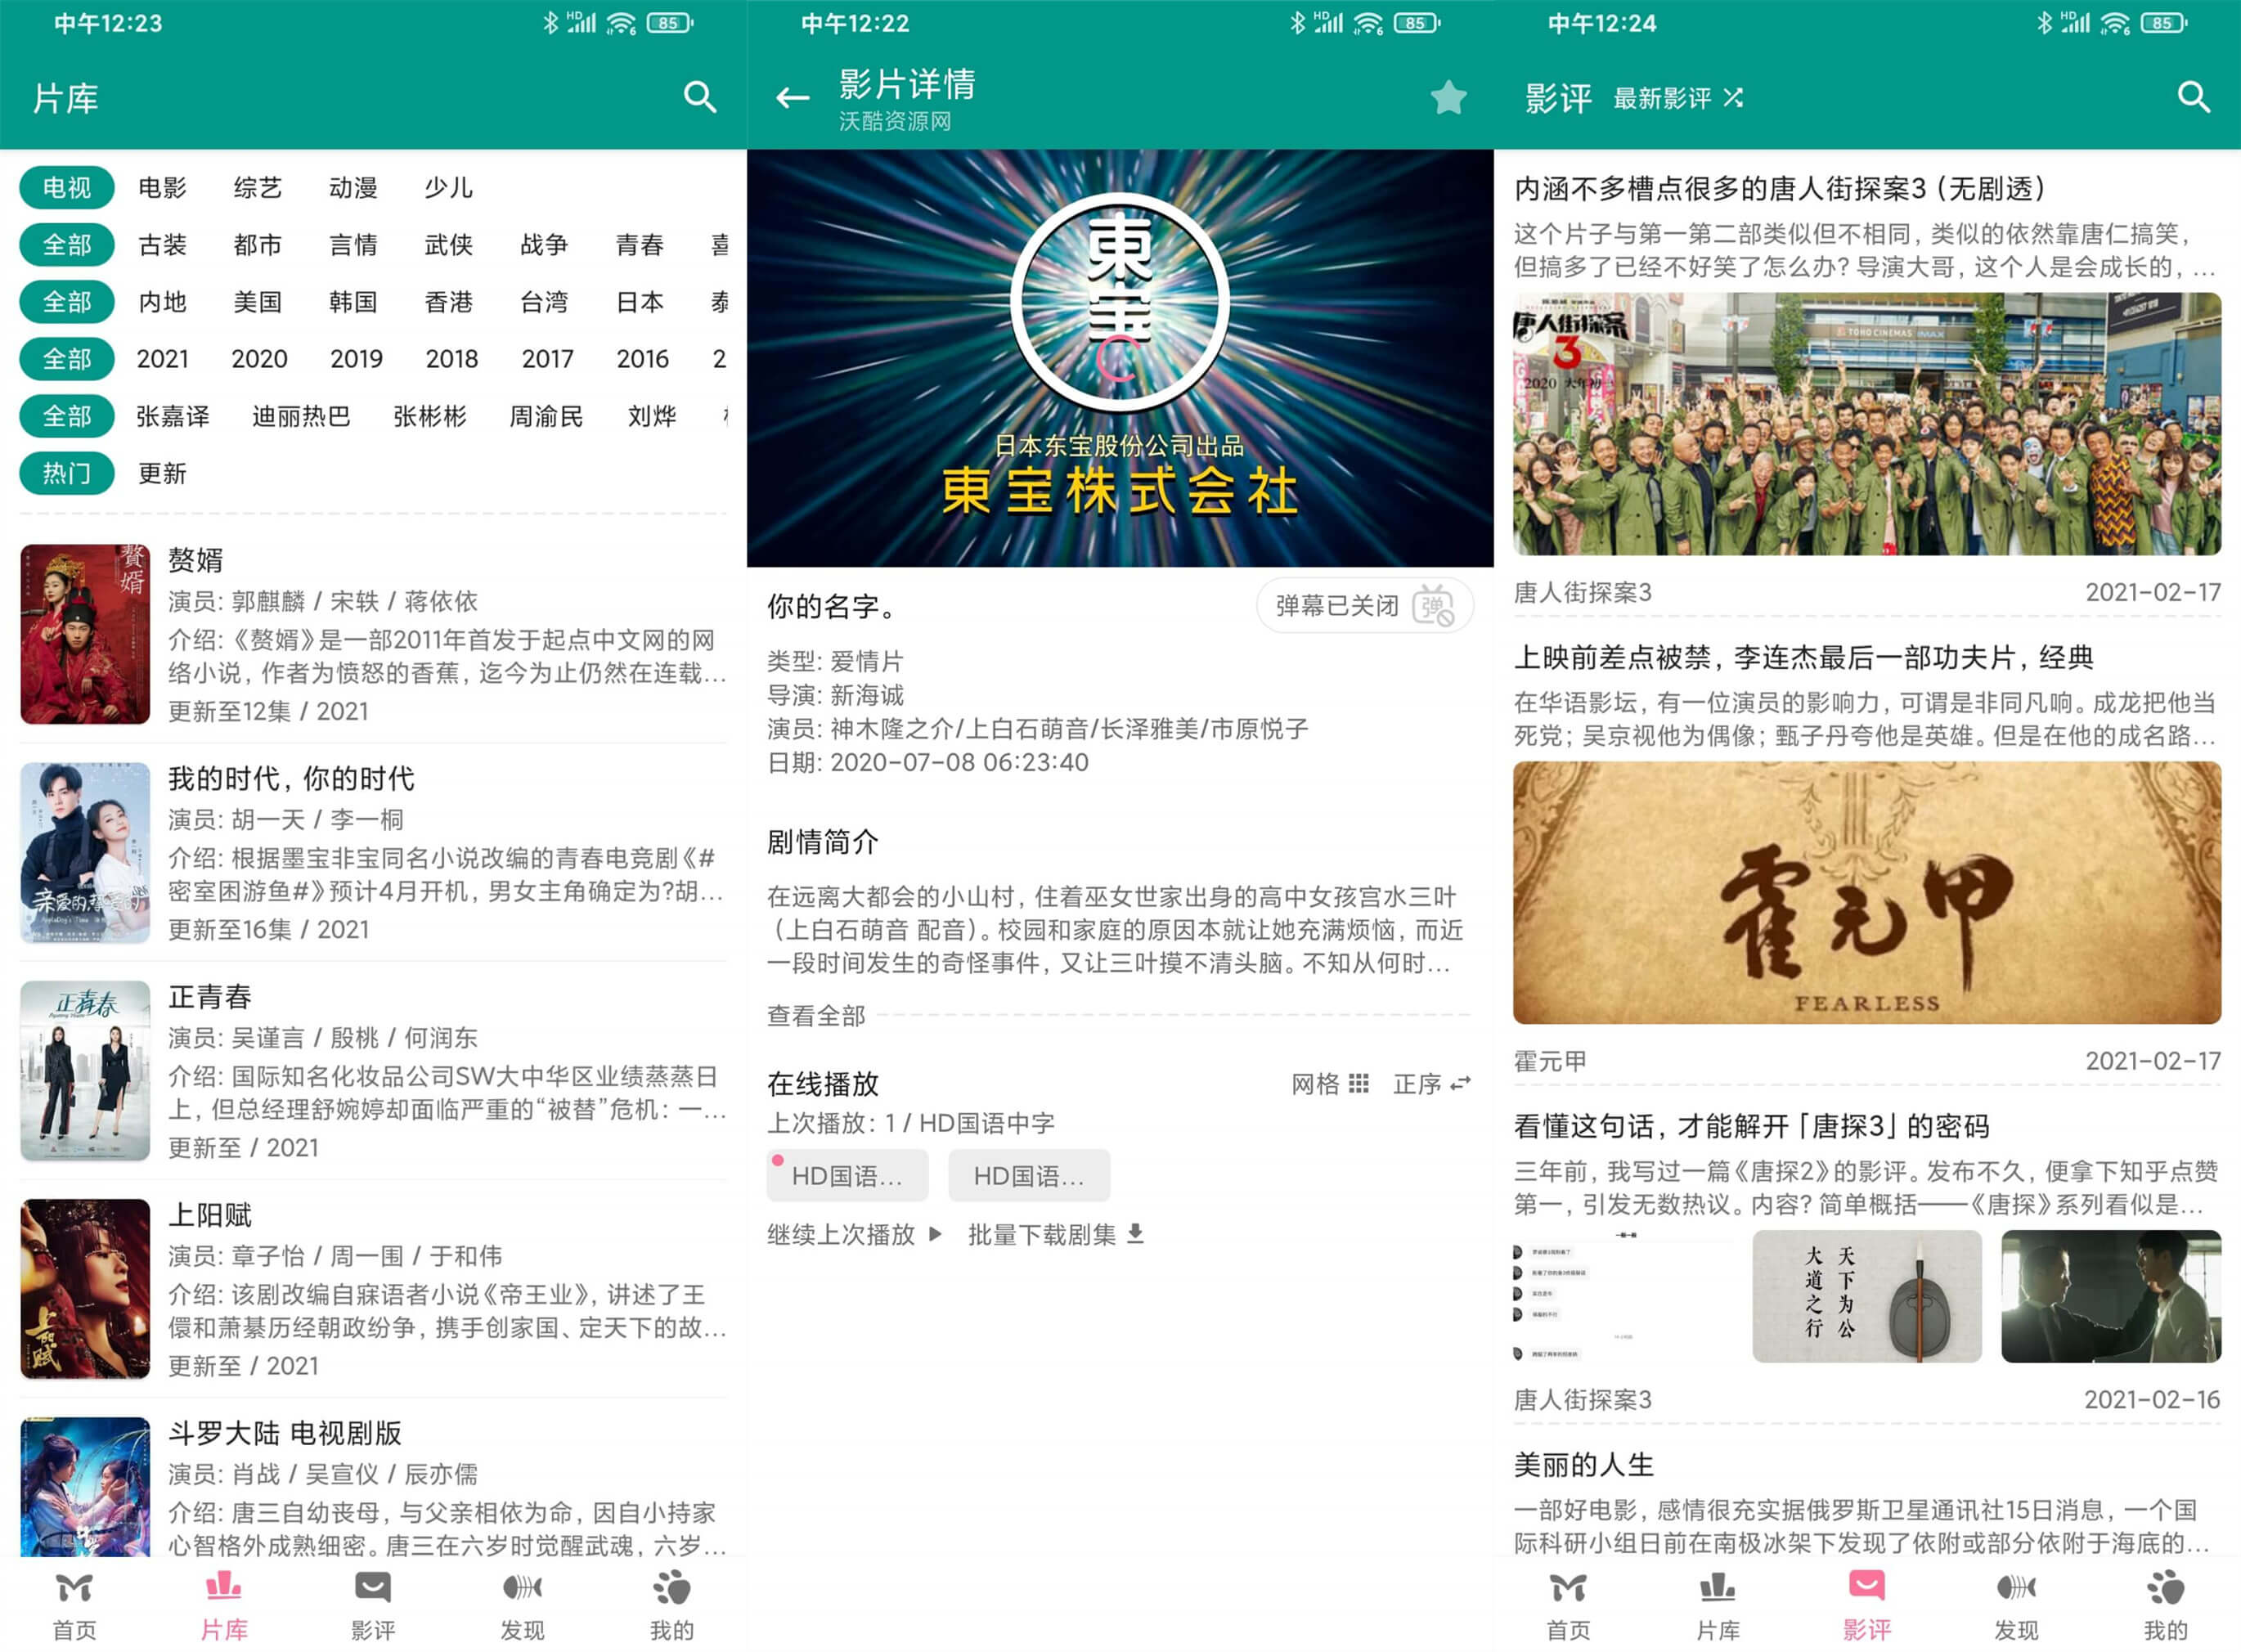 中午12:23
HD
6
85
片库
电视 电影 综艺 动漫 少儿
全部 古装 都市 言情 武侠 战争 青春 喜
全部 内地 美国 韩国 香港 台湾 日本 泰
全部 2021 2020 2019 2018 2017 2016 2
全部 张嘉译 迪丽热巴 张彬彬 周渝民 刘烨
热门 更新
贅婿
赘婿
演员: 郭麒麟 / 宋轶 / 蒋依依
介绍:《赘婿》是一部2011年首发于起点中文网的网
络小说, 作者为愤怒的香蕉, 迄今为止仍然在连载...
更新至12集 / 2021
我的时代, 你的时代
演员: 胡一天 / 李一桐
介绍: 根据墨宝非宝同名小说改编的青春电竞剧《#
密室困游鱼#》预计4月开机, 男女主角确定为?胡...
更新至16集 / 2021
正青春
正青春
演员: 吴谨言 / 殷桃 / 何润东
介绍: 国际知名化妆品公司SW大中华区业绩蒸蒸日
上, 但总经理舒婉婷却面临严重的“被替”危机: 一...
更新至 / 2021
上阳赋
上阳赋
演员: 章子怡 / 周一围 / 于和伟
介绍: 该剧改编自寐语者小说《帝王业》, 讲述了王
儇和萧綦历经朝政纷争, 携手创家国、定天下的故...
更新至 / 2021
斗罗大陆 电视剧版
演员: 肖战 / 吴宣仪 / 辰亦儒
介绍: 唐三自幼丧母, 与父亲相依为命, 因自小持家
心智格外成熟细密。唐三在六岁时觉醒武魂, 六岁...
首页 片库 影评 发现 我的
中午12:22
HD
6
85
影片详情
沃酷资源网
東宝
日本东宝股份公司出品
東宝株式会社
你的名字。
弹幕已关闭 弹
类型: 爱情片
导演: 新海诚
演员: 神木隆之介/上白石萌音/长泽雅美/市原悦子
日期: 2020-07-08 06:23:40
剧情简介
在远离大都会的小山村, 住着巫女世家出身的高中女孩宫水三叶
(上白石萌音 配音)。校园和家庭的原因本就让她充满烦恼, 而近
一段时间发生的奇怪事件, 又让三叶摸不清头脑。不知从何时...
查看全部
在线播放 网格 正序
上次播放: 1 / HD国语中字
HD国语... HD国语...
继续上次播放 批量下载剧集
中午12:24
HD
6
85
影评 最新影评
内涵不多槽点很多的唐人街探案3 (无剧透)
这个片子与第一第二部类似但不相同, 类似的依然靠唐仁搞笑,
但搞多了已经不好笑了怎么办? 导演大哥, 这个人是会成长的, ...
唐人街探案
3
2020 大年初一
TOHO CINEMAS IMAX
唐人街探案3 2021-02-17
上映前差点被禁, 李连杰最后一部功夫片, 经典
在华语影坛, 有一位演员的影响力, 可谓是非同凡响。成龙把他当
死党; 吴京视他为偶像; 甄子丹夸他是英雄。但是在他的成名路...
霍元甲
FEARLESS
霍元甲 2021-02-17
看懂这句话, 才能解开「唐探3」的密码
三年前, 我写过一篇《唐探2》的影评。发布不久, 便拿下知乎点赞
第一, 引发无数热议。内容? 简单概括——《唐探》系列看似是...
天下为公
大道之行
唐人街探案3 2021-02-16
美丽的人生
一部好电影, 感情很充实据俄罗斯卫星通讯社15日消息, 一个国
际科研小组日前在南极冰架下发现了依附或部分依附于海底的...
首页 片库 影评 发现 我的